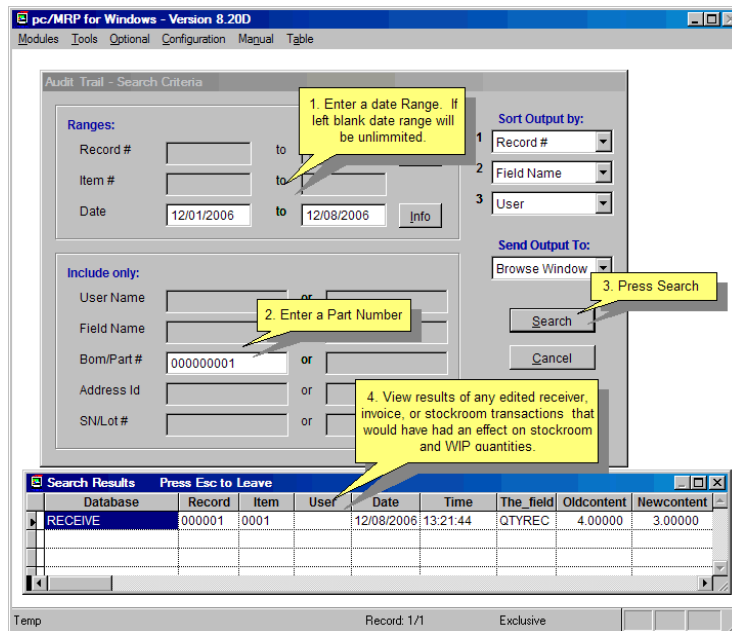 pc/MRP for Windows - Version 8.20D
Modules Tools Optional Configuration Manual Table
Audit Trail - Search Criteria
1. Enter a date Range. If
left blank date range will
be unlimmited.
Ranges:
Record # to
Item # to
Date 12/01/2006 to 12/08/2006 Info
Sort Output by:
1 Record #
2 Field Name
3 User
Send Output To:
Browse Window
3. Press Search
Search
Cancel
Include only:
User Name or
Field Name
2. Enter a Part Number
Bom/Part # 000000001 or
Address Id or
SN/Lot # or
4. View results of any edited receiver,
invoice, or stockroom transactions that
would have had an effect on stockroom
and WIP quantities.
Search Results Press Esc to Leave
Database Record Item User Date Time The_field Oldcontent Newcontent
RECEIVE 000001 0001 12/08/2006 13:21:44 QTYREC 4.00000 3.00000
Temp Record: 1/1 Exclusive